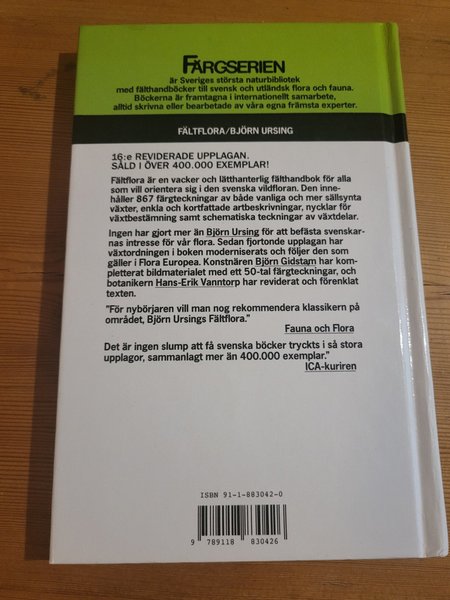 FÄRGSERIEN
är Sveriges största naturbibliotek
med fälthandböcker till svensk och utländsk flora och fauna.
Böckerna är framtagna i internationellt samarbete,
alltid skrivna eller bearbetade av våra egna främsta experter.
FÄLTFLORA/BJÖRN URSING
16:e REVIDERADE UPPLAGAN.
SÅLD I ÖVER 400.000 EXEMPLAR!
Fältflora är en vacker och lätthanterlig fälthandbok för alla
som vill orientera sig i den svenska vildfloran. Den inne-
håller 867 färgteckningar av både vanliga och mer sällsynta
växter, enkla och kortfattade artbeskrivningar, nycklar för
växtbestämning samt schematiska teckningar av växtdelar.
Ingen har gjort mer än Björn Ursing för att befästa svenskar-
nas intresse för vår flora. Sedan fjortonde upplagan har
växtordningen i boken moderniserats och följer den som
gäller i Flora Europea. Konstnären Björn Gidstam har kom-
pletterat bildmaterialet med ett 50-tal färgteckningar, och
botanikern Hans-Erik Vanntorp har reviderat och förenklat
texten.
"För nybörjaren vill man nog rekommendera klassikern på
området, Björn Ursings Fältflora."
Fauna och Flora
Det är ingen slump att få svenska böcker tryckts i så stora
upplagor, sammanlagt mer än 400.000 exemplar."
ICA-kuriren
ISBN 91-1-883042-0
9 789118 830426